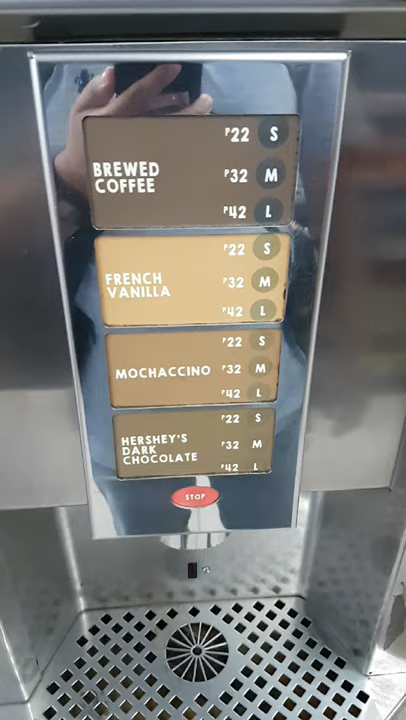 BREWED
COFFEE
₱22 S
₱32 M
₱42 L
FRENCH
VANILLA
₱22 S
₱32 M
₱42 L
MOCHACCINO
₱22 S
₱32 M
₱42 L
HERSHEY'S
DARK
CHOCOLATE
₱22 S
₱32 M
₱42 L
STOP